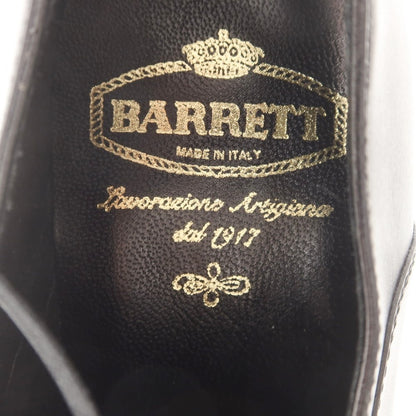 BARRETT
MADE IN ITALY
Lavorazione Artigiana
dal 1917